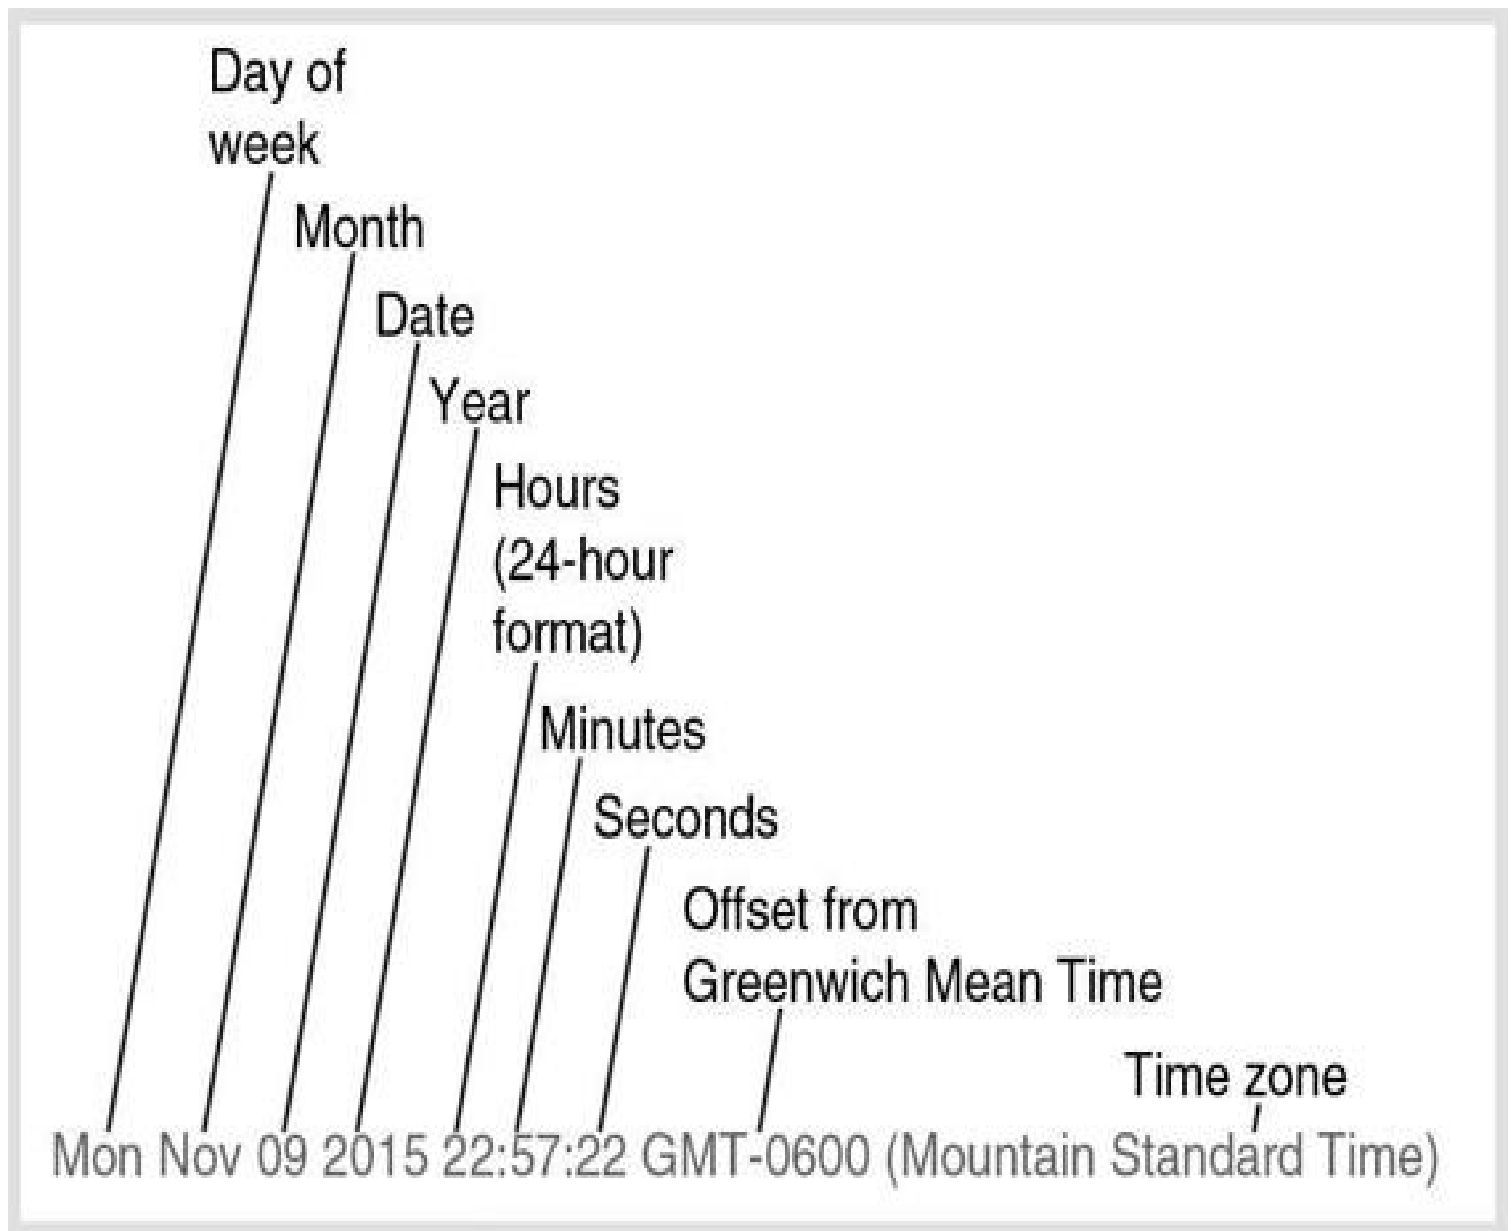 Day of
week
Month
Date
Year
Hours
(24-hour
format)
Minutes
Seconds
Offset from
Greenwich Mean Time
Time zone
Mon Nov 09 2015 22:57:22 GMT-0600 (Mountain Standard Time)